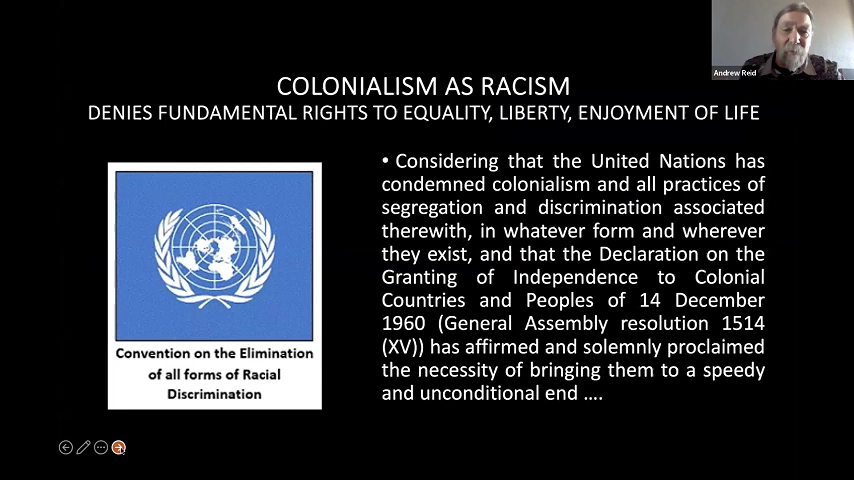 Andrew Reid
COLONIALISM AS RACISM
DENIES FUNDAMENTAL RIGHTS TO EQUALITY, LIBERTY, ENJOYMENT OF LIFE
Convention on the Elimination
of all forms of Racial
Discrimination
• Considering that the United Nations has
condemned colonialism and all practices of
segregation and discrimination associated
therewith, in whatever form and wherever
they exist, and that the Declaration on the
Granting of Independence to Colonial
Countries and Peoples of 14 December
1960 (General Assembly resolution 1514
(XV)) has affirmed and solemnly proclaimed
the necessity of bringing them to a speedy
and unconditional end ....